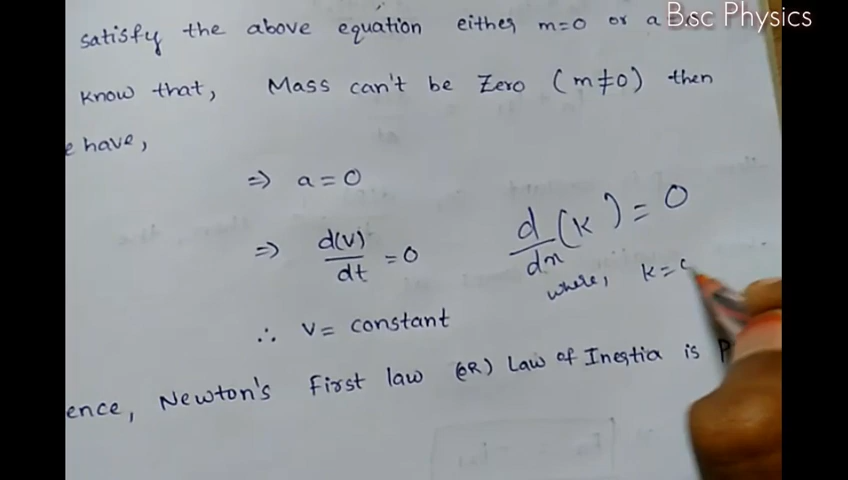 satisfy the above equation either m=0 or a
B.sc Physics
know that, Mass can't be Zero (m≠0) then
e have,
⇒ a=0
⇒ d(v)/dt =0
d/dx (K) = 0
where, K=
∴ v= constant
ence, Newton's First law (OR) Law of Inertia is P